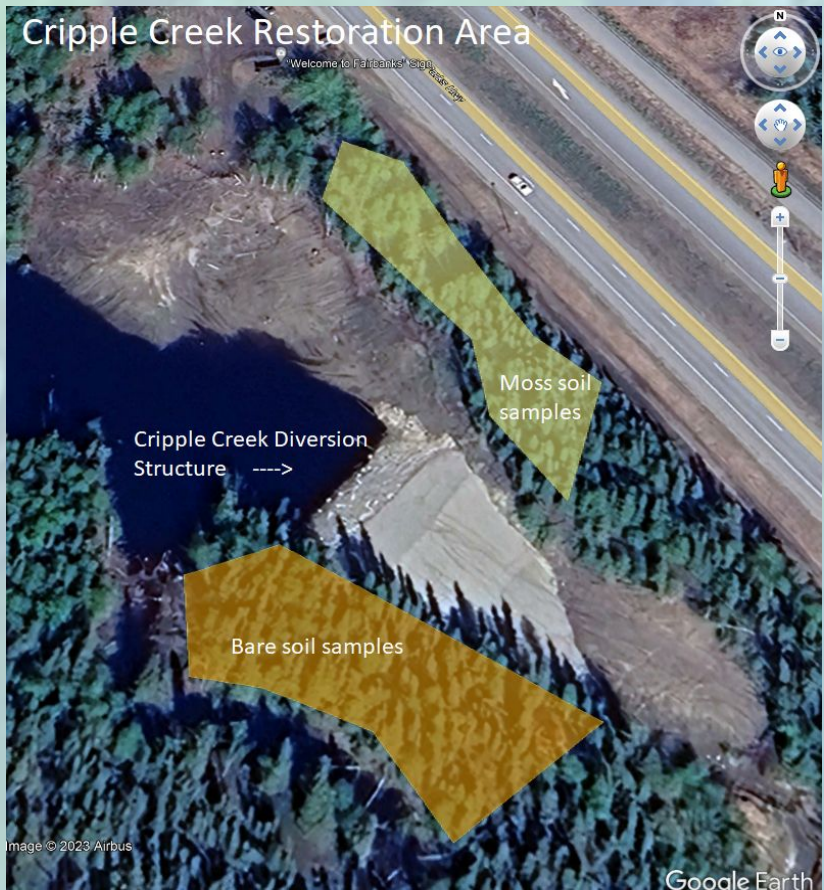 Cripple Creek Restoration Area
N
"Welcome to Fairbanks" Sign
Moss soil
samples
Cripple Creek Diversion
Structure ---->
Bare soil samples
Image © 2023 Airbus
Google Earth